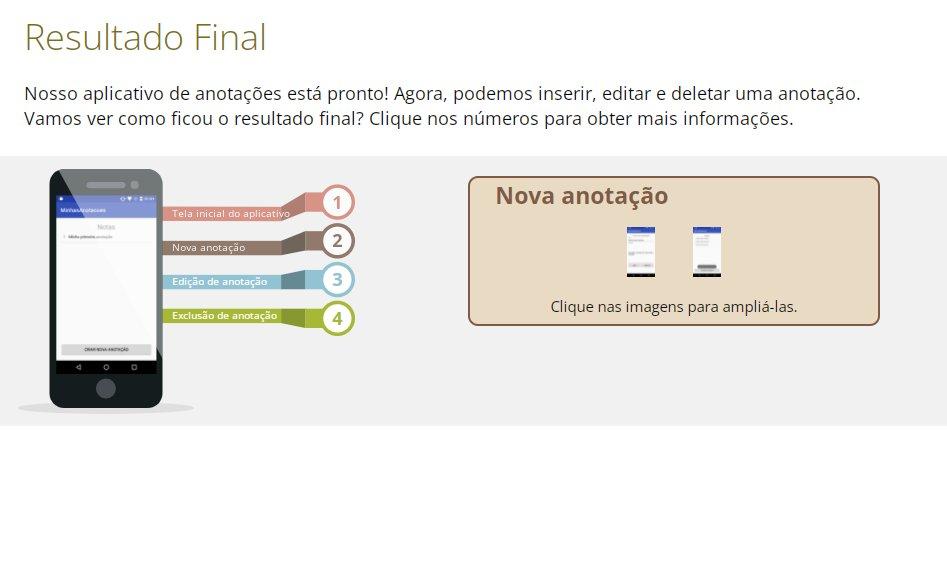 Resultado Final
Nosso aplicativo de anotações está pronto! Agora, podemos inserir, editar e deletar uma anotação.
Vamos ver como ficou o resultado final? Clique nos números para obter mais informações.
MinhasAnotacoes
Notas
Minha primeira anotação
CRIAR NOVA ANOTAÇÃO
Tela inicial do aplicativo
1
Nova anotação
2
Edição de anotação
3
Exclusão de anotação
4
Nova anotação
Clique nas imagens para ampliá-las.